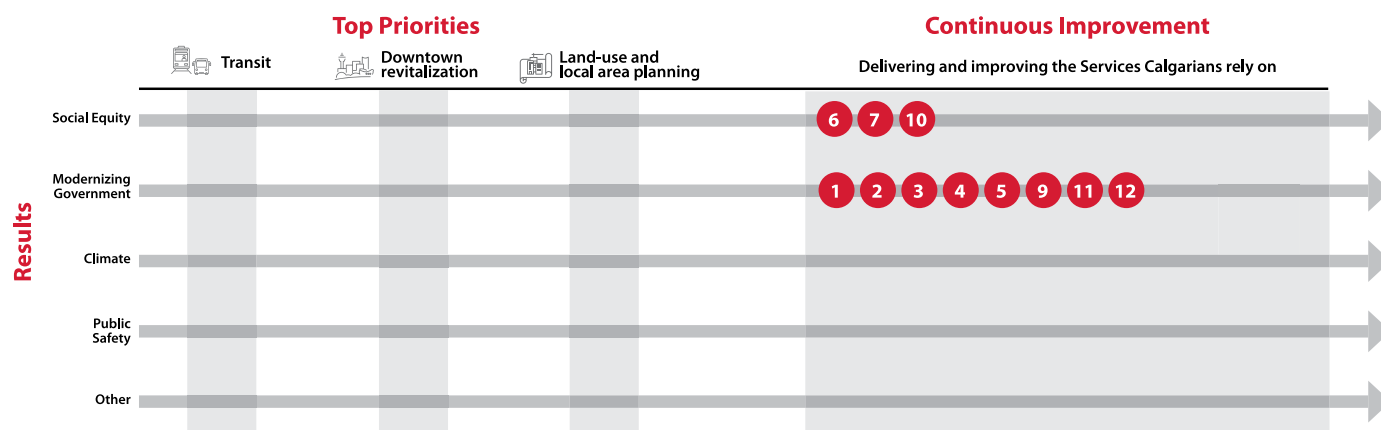 Top Priorities
Continuous Improvement
Transit
Downtown
revitalization
Land-use and
local area planning
Delivering and improving the Services Calgarians rely on
Results
Social Equity
6 7 10
Modernizing
Government
1 2 3 4 5 9 11 12
Climate
Public
Safety
Other